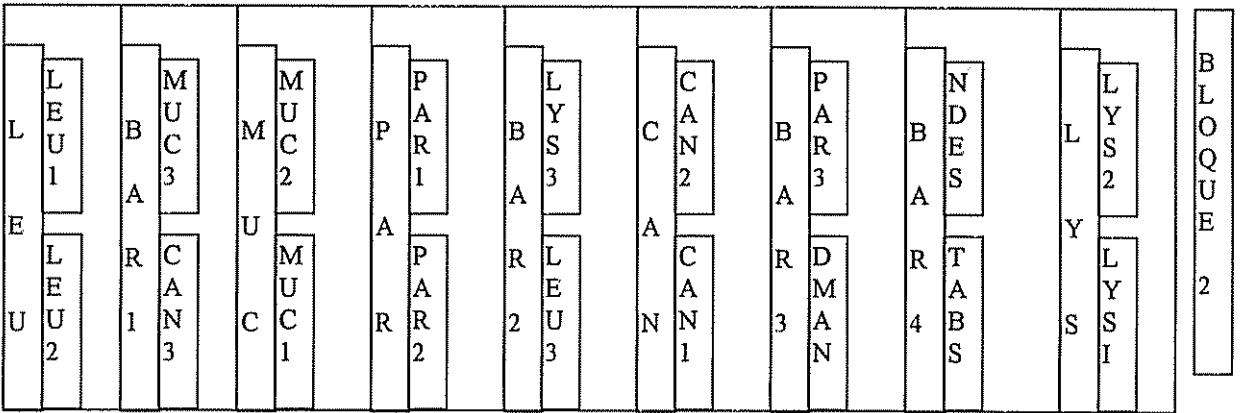 LEU
LEU1
LEU2
BAR1
MUC3
CAN3
MUC
MUC2
MUC1
PAR
PAR1
PAR2
BAR2
LYS3
LEU3
CAN
CAN2
CAN1
BAR3
PAR3
DMAN
BAR4
NDES
TABS
LYS
LYS2
LYSI
BLOQUE 2